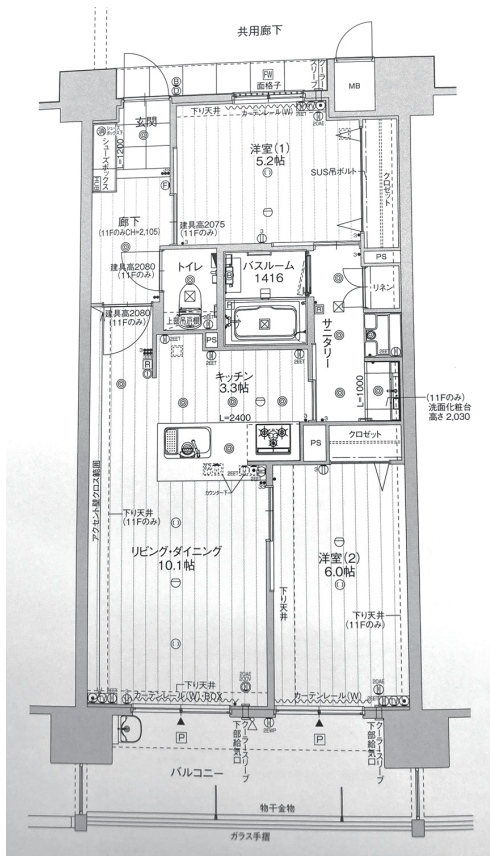 共用廊下
クーラースリーブ
FW
面格子
MB
下り天井
カーテンレール(W)
玄関
シューズボックス
L=1200
洋室(1)
5.2帖
SUS吊ボルト
クロゼット
F
廊下
(11FのみCH=2,105)
建具高2075
(11Fのみ)
建具高2080
(11Fのみ)
トイレ
上部吊戸棚
バスルーム
1416
PS
リネン
サニタリー
R
建具高2080
(11Fのみ)
PS
R
キッチン
3.3帖
L=2400
L=1000
(11Fのみ)
洗面化粧台
高さ2,030
PS
クロゼット
カウンター下
アクセント壁クロス範囲
下り天井
(11Fのみ)
リビング・ダイニング
10.1帖
下り天井
洋室(2)
6.0帖
下り天井
(11Fのみ)
下り天井
カーテンレール(W)・BOX
カーテンレール(W)
P
クーラースリーブ
下部給気口
P
クーラースリーブ
下部給気口
バルコニー
物干金物
ガラス手摺